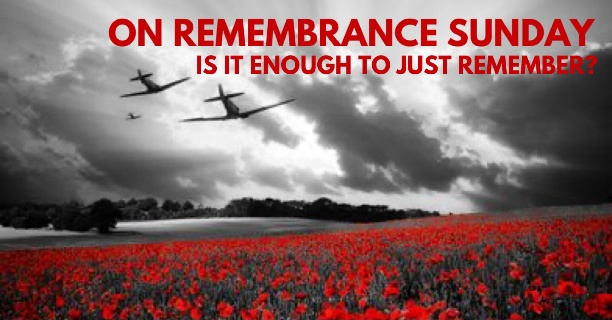 ON REMEMBRANCE SUNDAY
IS IT ENOUGH TO JUST REMEMBER?